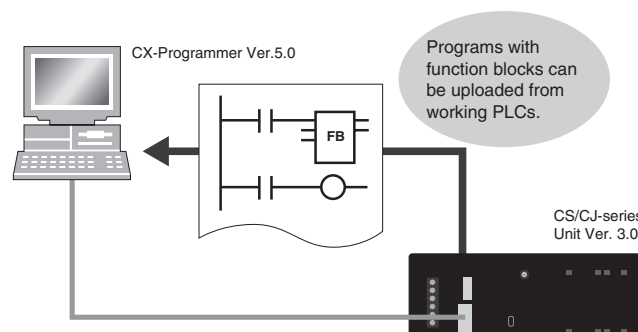 CX-Programmer Ver.5.0
Programs with
function blocks can
be uploaded from
working PLCs.
FB
CS/CJ-series
Unit Ver. 3.0